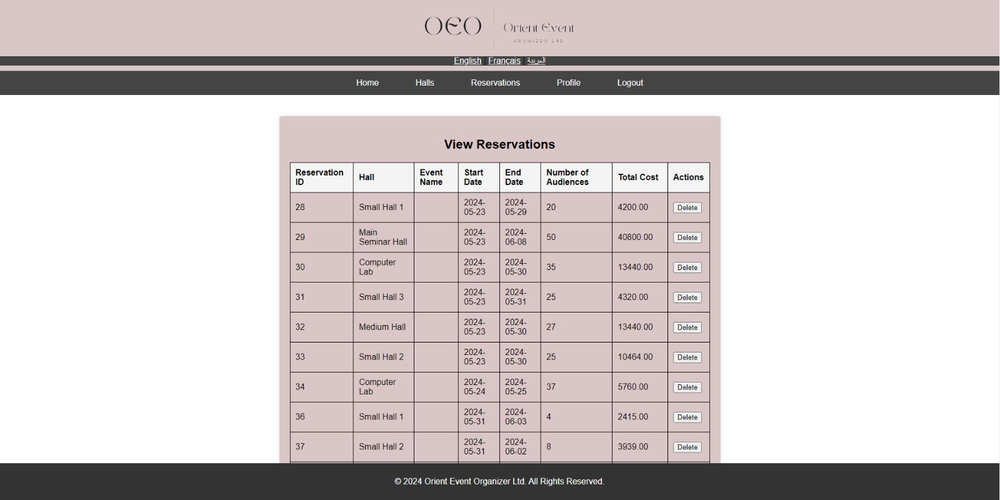 OEO
Orient Event
ORGNIZER LTD
English | Français | العربية
Home Halls Reservations Profile Logout
View Reservations
Reservation ID Hall Event Name Start Date End Date Number of Audiences Total Cost Actions
28 Small Hall 1 2024-05-23 2024-05-29 20 4200.00 Delete
29 Main Seminar Hall 2024-05-23 2024-06-08 50 40800.00 Delete
30 Computer Lab 2024-05-23 2024-05-30 35 13440.00 Delete
31 Small Hall 3 2024-05-23 2024-05-31 25 4320.00 Delete
32 Medium Hall 2024-05-23 2024-05-30 27 13440.00 Delete
33 Small Hall 2 2024-05-23 2024-05-30 25 10464.00 Delete
34 Computer Lab 2024-05-24 2024-05-25 37 5760.00 Delete
36 Small Hall 1 2024-05-31 2024-06-03 4 2415.00 Delete
37 Small Hall 2 2024-05-31 2024-06-02 8 3939.00 Delete
© 2024 Orient Event Organizer Ltd. All Rights Reserved.